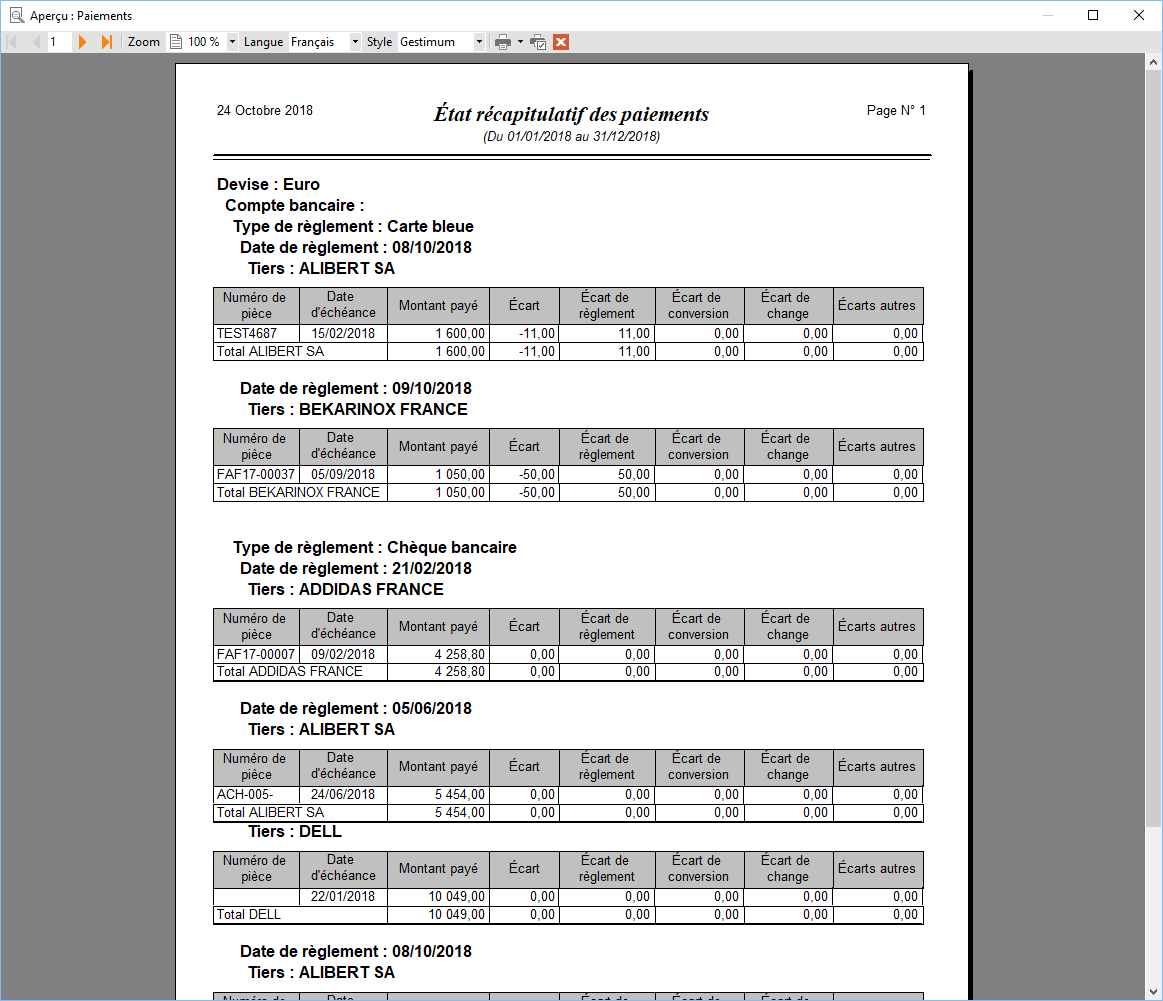 Aperçu : Paiements
1 Zoom 100 % Langue Français Style Gestimum
24 Octobre 2018 État récapitulatif des paiements Page N° 1
(Du 01/01/2018 au 31/12/2018)
Devise : Euro
Compte bancaire :
Type de règlement : Carte bleue
Date de règlement : 08/10/2018
Tiers : ALIBERT SA
Numéro de pièce Date d'échéance Montant payé Écart Écart de règlement Écart de conversion Écart de change Écarts autres
TEST4687 15/02/2018 1 600,00 -11,00 11,00 0,00 0,00 0,00
Total ALIBERT SA 1 600,00 -11,00 11,00 0,00 0,00 0,00
Date de règlement : 09/10/2018
Tiers : BEKARINOX FRANCE
Numéro de pièce Date d'échéance Montant payé Écart Écart de règlement Écart de conversion Écart de change Écarts autres
FAF17-00037 05/09/2018 1 050,00 -50,00 50,00 0,00 0,00 0,00
Total BEKARINOX FRANCE 1 050,00 -50,00 50,00 0,00 0,00 0,00
Type de règlement : Chèque bancaire
Date de règlement : 21/02/2018
Tiers : ADDIDAS FRANCE
Numéro de pièce Date d'échéance Montant payé Écart Écart de règlement Écart de conversion Écart de change Écarts autres
FAF17-00007 09/02/2018 4 258,80 0,00 0,00 0,00 0,00 0,00
Total ADDIDAS FRANCE 4 258,80 0,00 0,00 0,00 0,00 0,00
Date de règlement : 05/06/2018
Tiers : ALIBERT SA
Numéro de pièce Date d'échéance Montant payé Écart Écart de règlement Écart de conversion Écart de change Écarts autres
ACH-005- 24/06/2018 5 454,00 0,00 0,00 0,00 0,00 0,00
Total ALIBERT SA 5 454,00 0,00 0,00 0,00 0,00 0,00
Tiers : DELL
Numéro de pièce Date d'échéance Montant payé Écart Écart de règlement Écart de conversion Écart de change Écarts autres
22/01/2018 10 049,00 0,00 0,00 0,00 0,00 0,00
Total DELL 10 049,00 0,00 0,00 0,00 0,00 0,00
Date de règlement : 08/10/2018
Tiers : ALIBERT SA